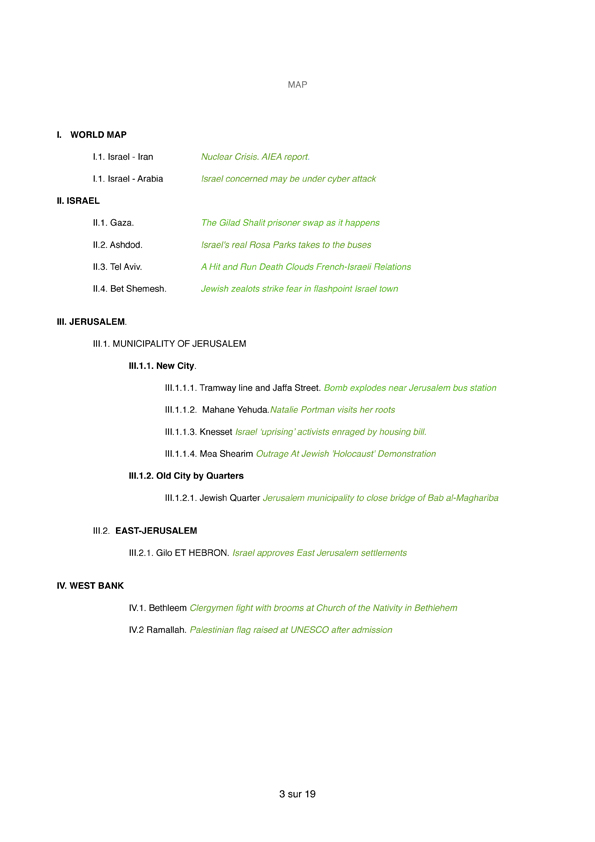 MAP
I. WORLD MAP
I.1. Israel - Iran Nuclear Crisis. AIEA report.
I.1. Israel - Arabia Israel concerned may be under cyber attack
II. ISRAEL
II.1. Gaza. The Gilad Shalit prisoner swap as it happens
II.2. Ashdod. Israel's real Rosa Parks takes to the buses
II.3. Tel Aviv. A Hit and Run Death Clouds French-Israeli Relations
II.4. Bet Shemesh. Jewish zealots strike fear in flashpoint Israel town
III. JERUSALEM.
III.1. MUNICIPALITY OF JERUSALEM
III.1.1. New City.
III.1.1.1. Tramway line and Jaffa Street. Bomb explodes near Jerusalem bus station
III.1.1.2. Mahane Yehuda.Natalie Portman visits her roots
III.1.1.3. Knesset Israel 'uprising' activists enraged by housing bill.
III.1.1.4. Mea Shearim Outrage At Jewish 'Holocaust' Demonstration
III.1.2. Old City by Quarters
III.1.2.1. Jewish Quarter Jerusalem municipality to close bridge of Bab al-Maghariba
III.2. EAST-JERUSALEM
III.2.1. Gilo ET HEBRON. Israel approves East Jerusalem settlements
IV. WEST BANK
IV.1. Bethleem Clergymen fight with brooms at Church of the Nativity in Bethlehem
IV.2 Ramallah. Palestinian flag raised at UNESCO after admission
3 sur 19